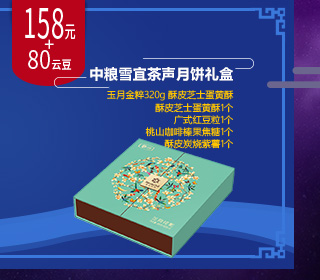 158元
+
80云豆
中粮雪宜茶声月饼礼盒
玉月金粹320g 酥皮芝士蛋黄酥
酥皮芝士蛋黄酥1个
广式红豆粒1个
桃山咖啡榛果焦糖1个
酥皮炭烧紫薯1个